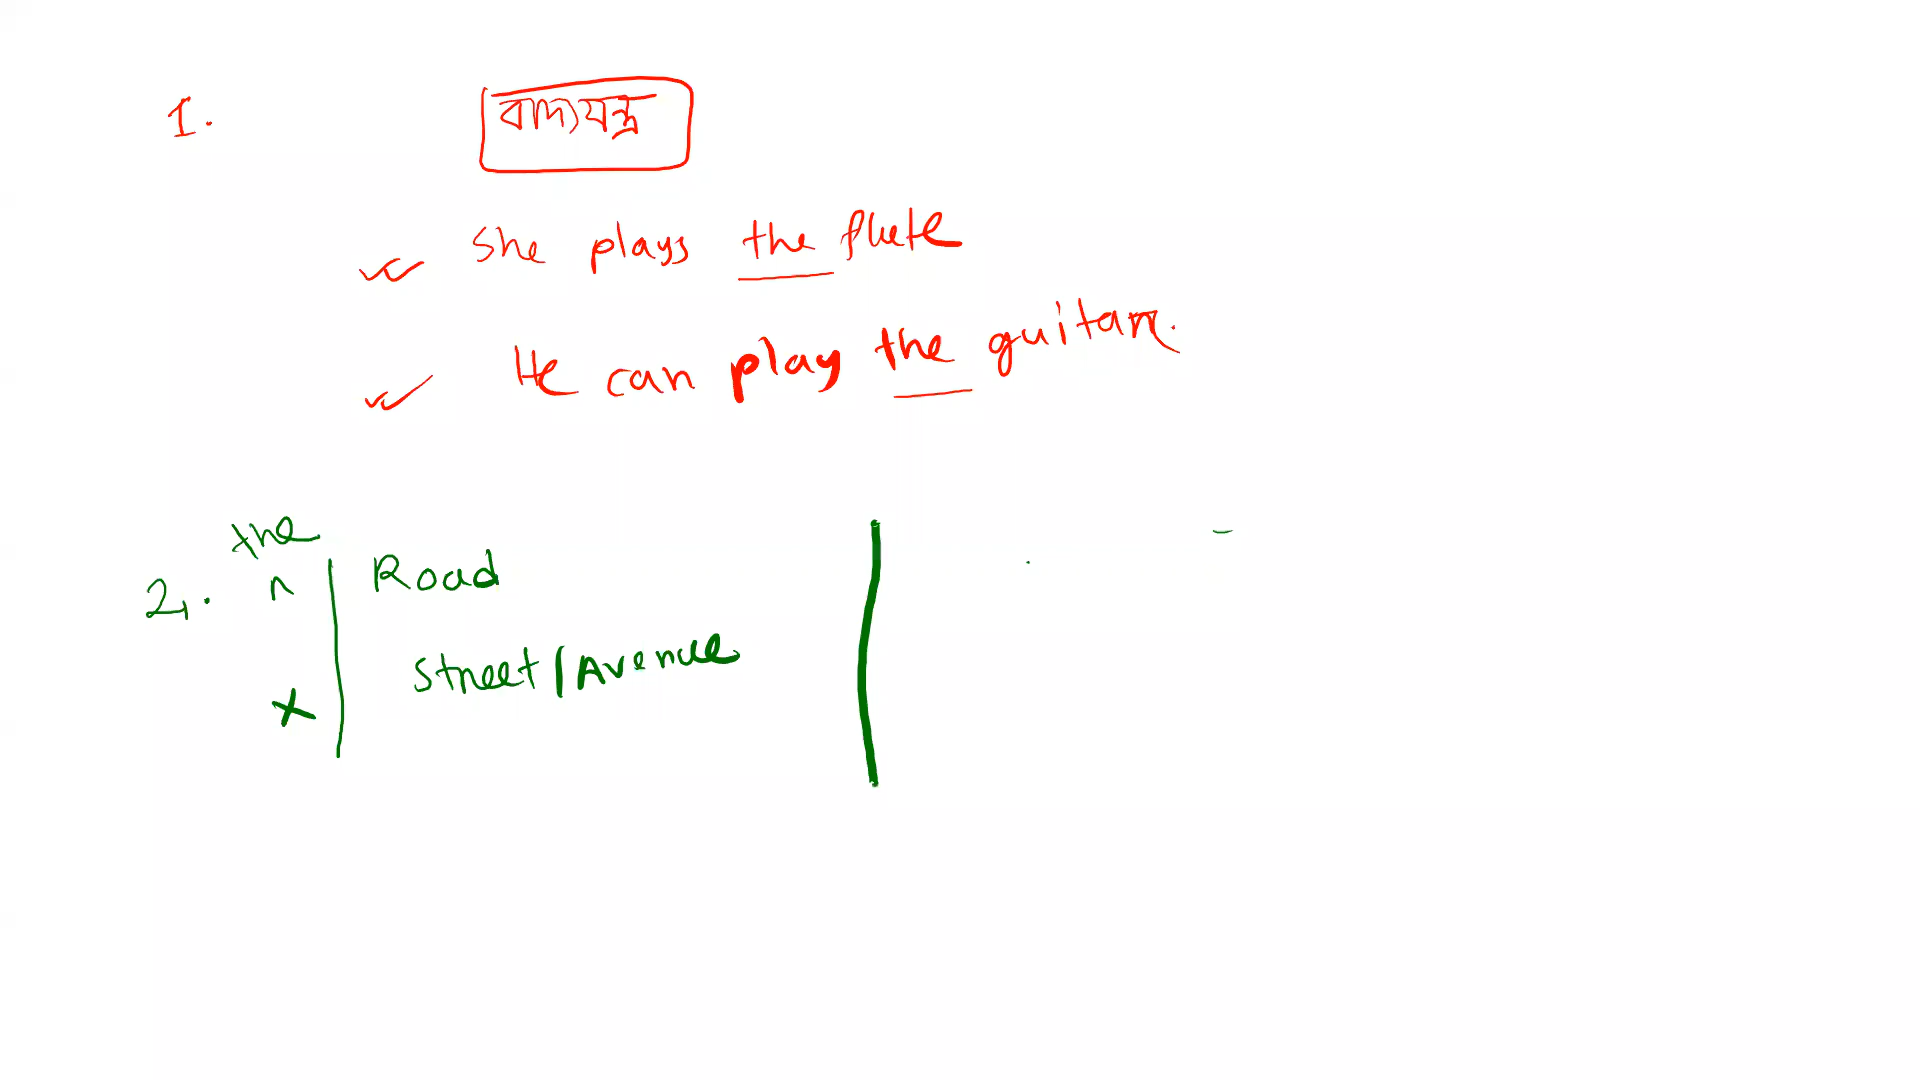 1. বাদ্যযন্ত্র
She plays the flute
He can play the guitar.
the
2. Road
Street/Avenue
x